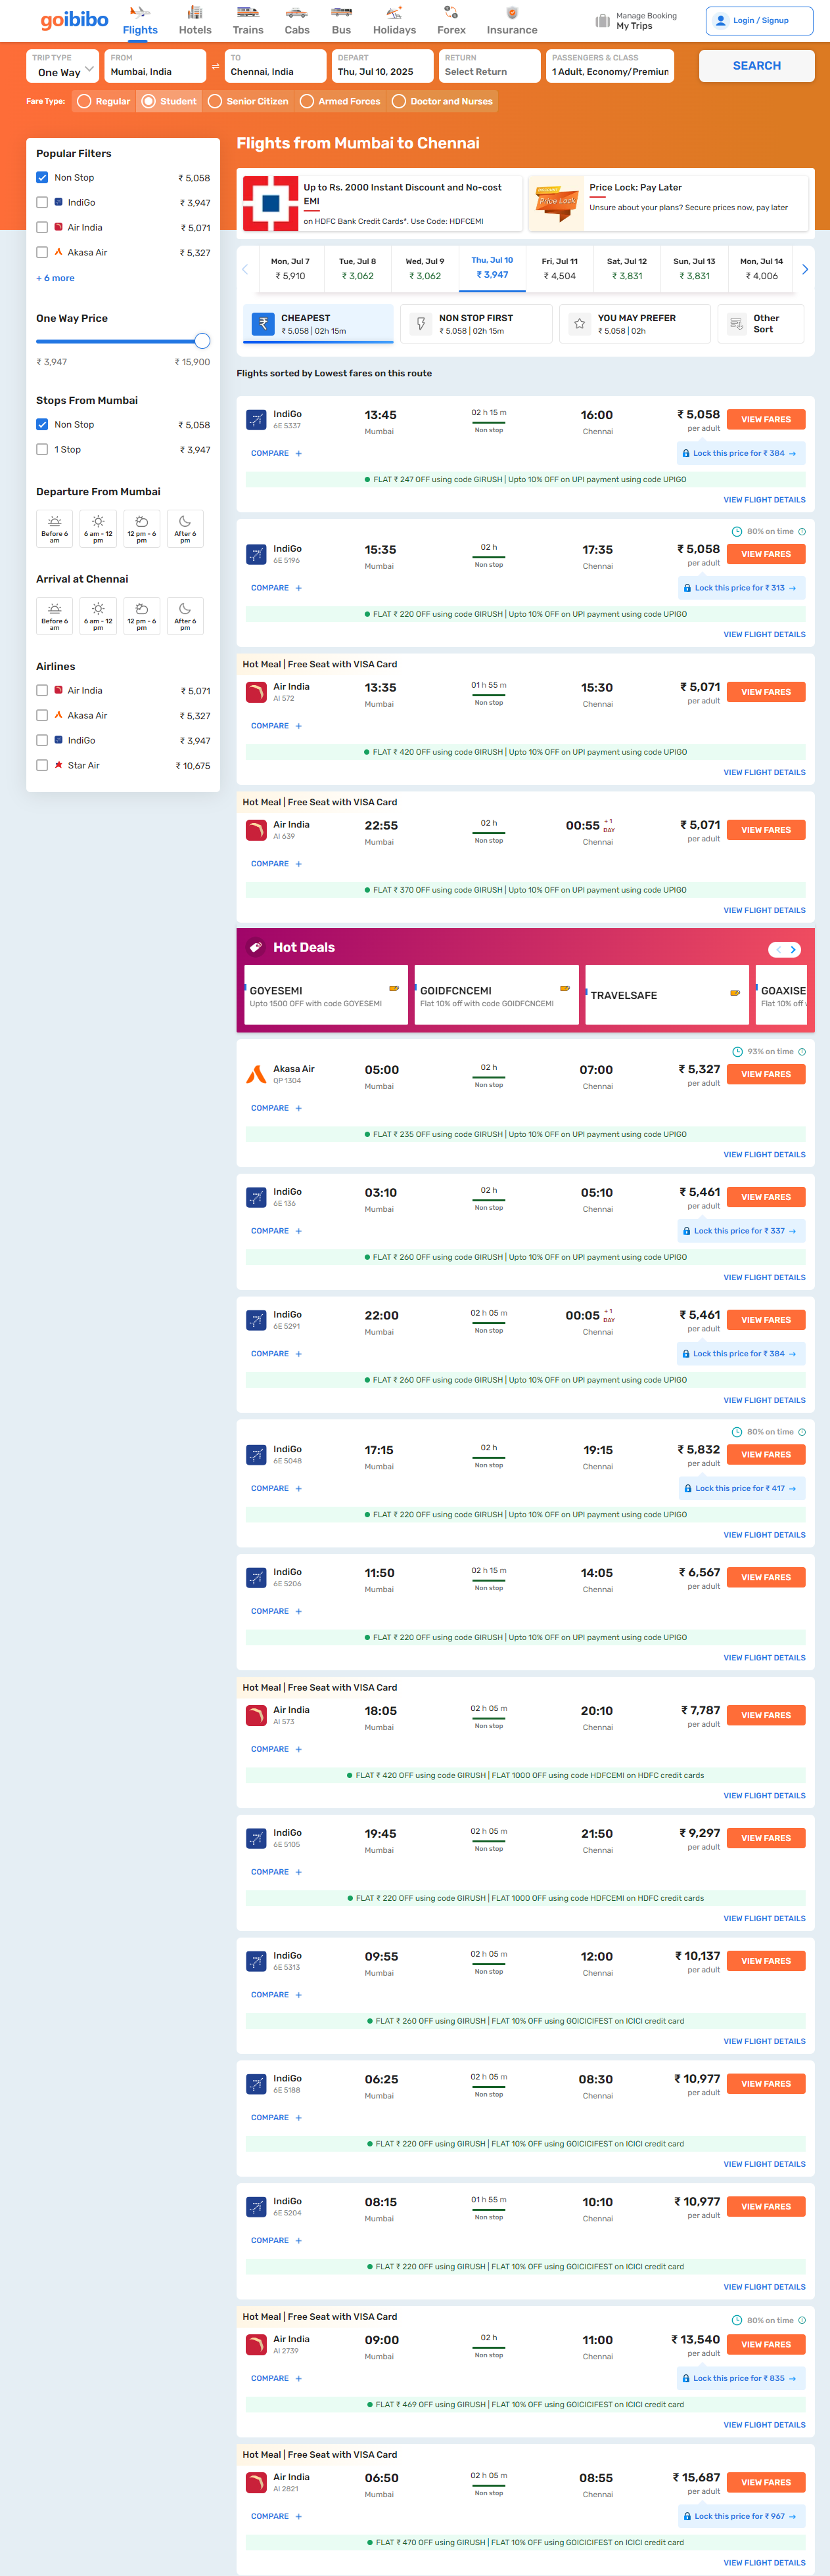 goibibo
Flights
Hotels
Trains
Cabs
Bus
Holidays
Forex
Insurance
Manage Booking
My Trips
Login / Signup
TRIP TYPE
One Way
FROM
Mumbai, India
TO
Chennai, India
DEPART
Thu, Jul 10, 2025
RETURN
Select Return
PASSENGERS & CLASS
1 Adult, Economy/Premium
SEARCH
Fare Type:
Regular
Student
Senior Citizen
Armed Forces
Doctor and Nurses
Popular Filters
Non Stop ₹ 5,058
IndiGo ₹ 3,947
Air India ₹ 5,071
Akasa Air ₹ 5,327
+ 6 more
One Way Price
₹ 3,947 ₹ 15,900
Stops From Mumbai
Non Stop ₹ 5,058
1 Stop ₹ 3,947
Departure From Mumbai
Before 6 am
6 am - 12 pm
12 pm - 6 pm
After 6 pm
Arrival at Chennai
Before 6 am
6 am - 12 pm
12 pm - 6 pm
After 6 pm
Airlines
Air India ₹ 5,071
Akasa Air ₹ 5,327
IndiGo ₹ 3,947
Star Air ₹ 10,675
Flights from Mumbai to Chennai
Up to Rs. 2000 Instant Discount and No-cost
EMI
on HDFC Bank Credit Cards*. Use Code: HDFCEMI
Price Lock
Price Lock: Pay Later
Unsure about your plans? Secure prices now, pay later
Mon, Jul 7
₹ 5,910
Tue, Jul 8
₹ 3,062
Wed, Jul 9
₹ 3,062
Thu, Jul 10
₹ 3,947
Fri, Jul 11
₹ 4,504
Sat, Jul 12
₹ 3,831
Sun, Jul 13
₹ 3,831
Mon, Jul 14
₹ 4,006
CHEAPEST
₹ 5,058 | 02h 15m
NON STOP FIRST
₹ 5,058 | 02h 15m
YOU MAY PREFER
₹ 5,058 | 02h
Other
Sort
Flights sorted by Lowest fares on this route
IndiGo 13:45 02 h 15 m 16:00 ₹ 5,058 VIEW FARES
6E 5337 Mumbai Non stop Chennai per adult
COMPARE + Lock this price for ₹ 384 →
FLAT ₹ 247 OFF using code GIRUSH | Upto 10% OFF on UPI payment using code UPIGO
VIEW FLIGHT DETAILS
80% on time
IndiGo 15:35 02 h 17:35 ₹ 5,058 VIEW FARES
6E 5196 Mumbai Non stop Chennai per adult
COMPARE + Lock this price for ₹ 313 →
FLAT ₹ 220 OFF using code GIRUSH | Upto 10% OFF on UPI payment using code UPIGO
VIEW FLIGHT DETAILS
Hot Meal | Free Seat with VISA Card
Air India 13:35 01 h 55 m 15:30 ₹ 5,071 VIEW FARES
AI 572 Mumbai Non stop Chennai per adult
COMPARE +
FLAT ₹ 420 OFF using code GIRUSH | Upto 10% OFF on UPI payment using code UPIGO
VIEW FLIGHT DETAILS
Hot Meal | Free Seat with VISA Card
Air India 22:55 02 h 00:55 +1 DAY ₹ 5,071 VIEW FARES
AI 639 Mumbai Non stop Chennai per adult
COMPARE +
FLAT ₹ 370 OFF using code GIRUSH | Upto 10% OFF on UPI payment using code UPIGO
VIEW FLIGHT DETAILS
Hot Deals
GOYESEMI
Upto 1500 OFF with code GOYESEMI
GOIDFCNCEMI
Flat 10% off with code GOIDFCNCEMI
TRAVELSAFE
GOAXISE
Flat 10% off
93% on time
Akasa Air 05:00 02 h 07:00 ₹ 5,327 VIEW FARES
QP 1304 Mumbai Non stop Chennai per adult
COMPARE +
FLAT ₹ 235 OFF using code GIRUSH | Upto 10% OFF on UPI payment using code UPIGO
VIEW FLIGHT DETAILS
IndiGo 03:10 02 h 05:10 ₹ 5,461 VIEW FARES
6E 136 Mumbai Non stop Chennai per adult
COMPARE + Lock this price for ₹ 337 →
FLAT ₹ 260 OFF using code GIRUSH | Upto 10% OFF on UPI payment using code UPIGO
VIEW FLIGHT DETAILS
IndiGo 22:00 02 h 05 m 00:05 +1 DAY ₹ 5,461 VIEW FARES
6E 5291 Mumbai Non stop Chennai per adult
COMPARE + Lock this price for ₹ 384 →
FLAT ₹ 260 OFF using code GIRUSH | Upto 10% OFF on UPI payment using code UPIGO
VIEW FLIGHT DETAILS
80% on time
IndiGo 17:15 02 h 19:15 ₹ 5,832 VIEW FARES
6E 5048 Mumbai Non stop Chennai per adult
COMPARE + Lock this price for ₹ 417 →
FLAT ₹ 220 OFF using code GIRUSH | Upto 10% OFF on UPI payment using code UPIGO
VIEW FLIGHT DETAILS
IndiGo 11:50 02 h 15 m 14:05 ₹ 6,567 VIEW FARES
6E 5206 Mumbai Non stop Chennai per adult
COMPARE +
FLAT ₹ 220 OFF using code GIRUSH | Upto 10% OFF on UPI payment using code UPIGO
VIEW FLIGHT DETAILS
Hot Meal | Free Seat with VISA Card
Air India 18:05 02 h 05 m 20:10 ₹ 7,787 VIEW FARES
AI 573 Mumbai Non stop Chennai per adult
COMPARE +
FLAT ₹ 420 OFF using code GIRUSH | FLAT 1000 OFF using code HDFCEMI on HDFC credit cards
VIEW FLIGHT DETAILS
IndiGo 19:45 02 h 05 m 21:50 ₹ 9,297 VIEW FARES
6E 5105 Mumbai Non stop Chennai per adult
COMPARE +
FLAT ₹ 220 OFF using code GIRUSH | FLAT 1000 OFF using code HDFCEMI on HDFC credit cards
VIEW FLIGHT DETAILS
IndiGo 09:55 02 h 05 m 12:00 ₹ 10,137 VIEW FARES
6E 5313 Mumbai Non stop Chennai per adult
COMPARE +
FLAT ₹ 260 OFF using GIRUSH | FLAT 10% OFF using GOICICIFEST on ICICI credit card
VIEW FLIGHT DETAILS
IndiGo 06:25 02 h 05 m 08:30 ₹ 10,977 VIEW FARES
6E 5188 Mumbai Non stop Chennai per adult
COMPARE +
FLAT ₹ 220 OFF using GIRUSH | FLAT 10% OFF using GOICICIFEST on ICICI credit card
VIEW FLIGHT DETAILS
IndiGo 08:15 01 h 55 m 10:10 ₹ 10,977 VIEW FARES
6E 5204 Mumbai Non stop Chennai per adult
COMPARE +
FLAT ₹ 220 OFF using GIRUSH | FLAT 10% OFF using GOICICIFEST on ICICI credit card
VIEW FLIGHT DETAILS
Hot Meal | Free Seat with VISA Card 80% on time
Air India 09:00 02 h 11:00 ₹ 13,540 VIEW FARES
AI 2739 Mumbai Non stop Chennai per adult
COMPARE + Lock this price for ₹ 835 →
FLAT ₹ 469 OFF using GIRUSH | FLAT 10% OFF using GOICICIFEST on ICICI credit card
VIEW FLIGHT DETAILS
Hot Meal | Free Seat with VISA Card
Air India 06:50 02 h 05 m 08:55 ₹ 15,687 VIEW FARES
AI 2821 Mumbai Non stop Chennai per adult
COMPARE + Lock this price for ₹ 967 →
FLAT ₹ 470 OFF using GIRUSH | FLAT 10% OFF using GOICICIFEST on ICICI credit card
VIEW FLIGHT DETAILS